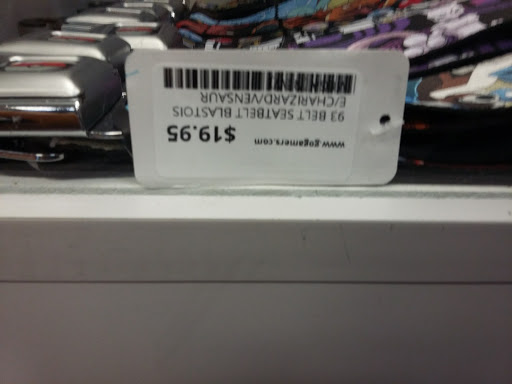 www.gogamers.com
$19.95
93 BELT SEATBELT BLASTOIS
E/CHARIZARD/VENSAUR